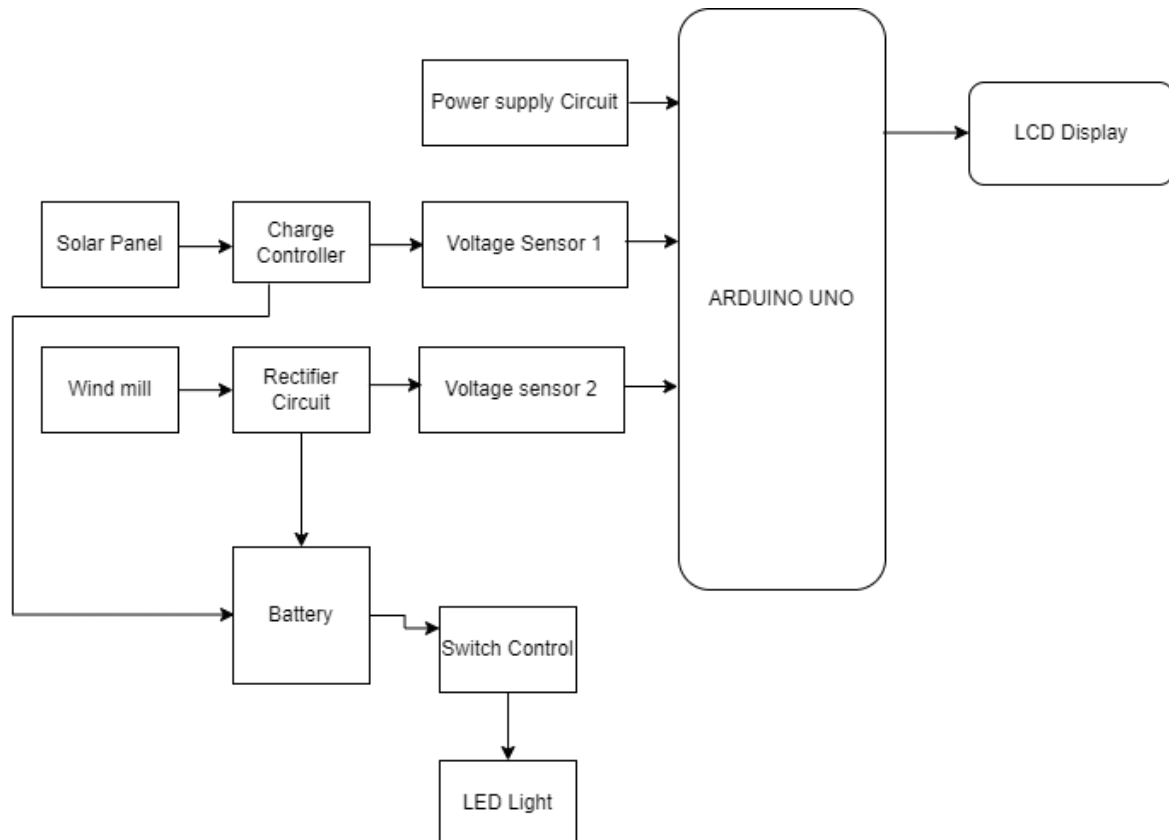 Power supply Circuit
LCD Display
Solar Panel
Charge
Controller
Voltage Sensor 1
ARDUINO UNO
Wind mill
Rectifier
Circuit
Voltage sensor 2
Battery
Switch Control
LED Light